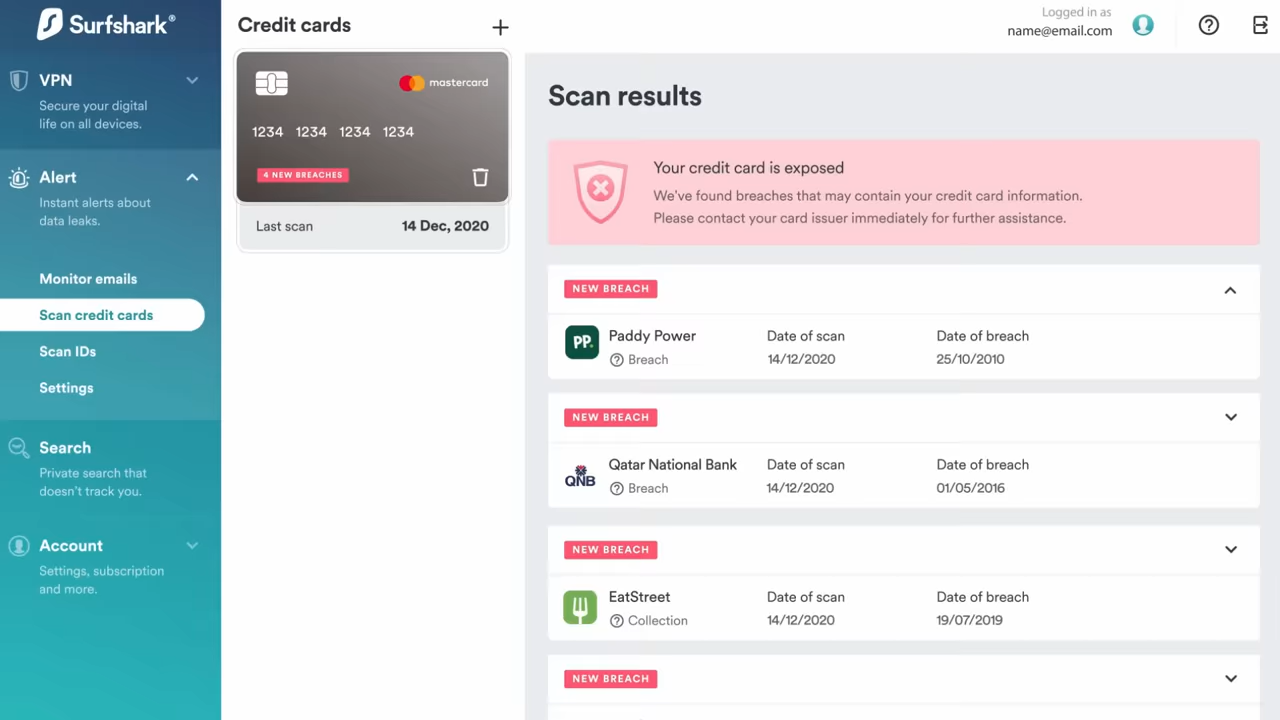 Surfshark®
VPN
Secure your digital
life on all devices.
Alert
Instant alerts about
data leaks.
Monitor emails
Scan credit cards
Scan IDs
Settings
Search
Private search that
doesn't track you.
Account
Settings, subscription
and more.
Credit cards
mastercard
1234 1234 1234 1234
4 NEW BREACHES
Last scan 14 Dec, 2020
Logged in as
name@email.com
Scan results
Your credit card is exposed
We've found breaches that may contain your credit card information.
Please contact your card issuer immediately for further assistance.
NEW BREACH
PP.
Paddy Power Date of scan Date of breach
Breach 14/12/2020 25/10/2010
NEW BREACH
QNB
Qatar National Bank Date of scan Date of breach
Breach 14/12/2020 01/05/2016
NEW BREACH
EatStreet Date of scan Date of breach
Collection 14/12/2020 19/07/2019
NEW BREACH